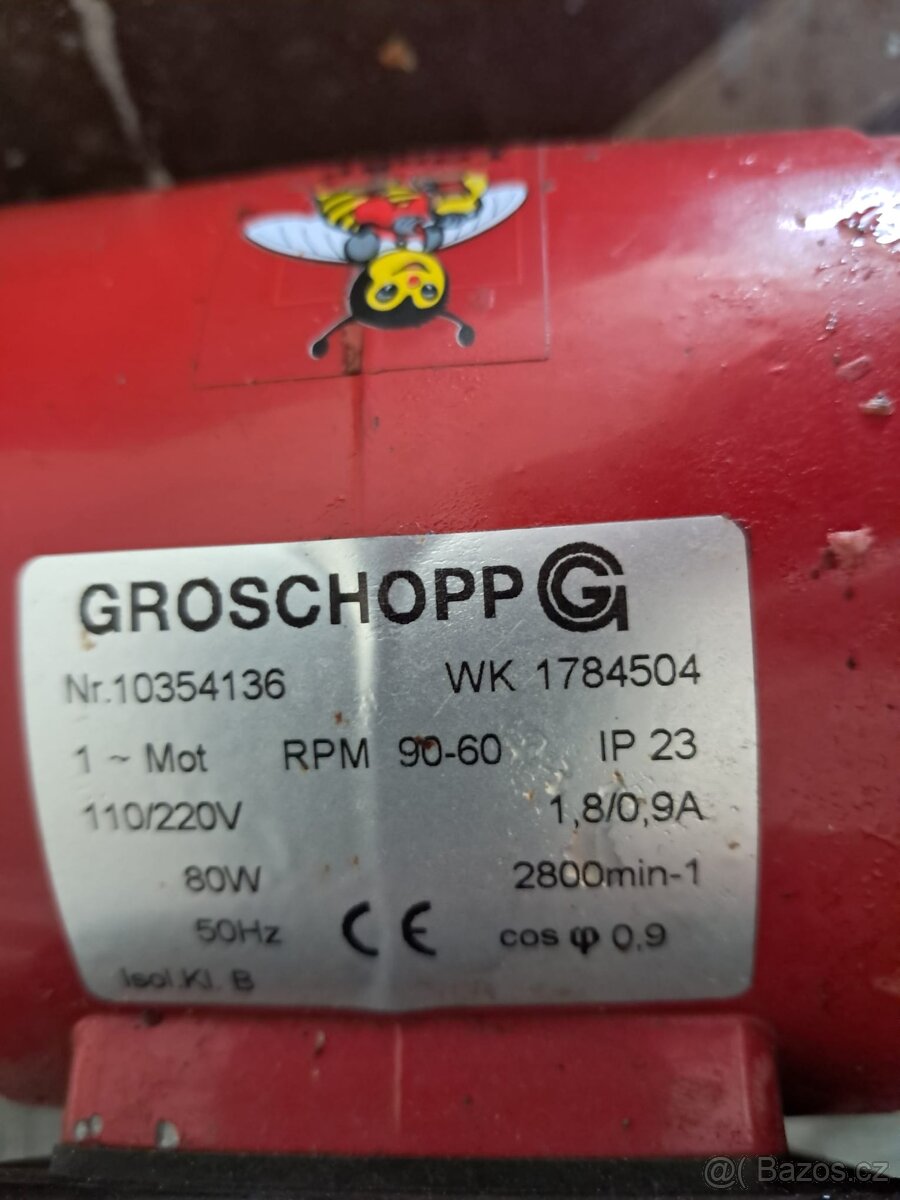 GROSCHOPP G
Nr.10354136 WK 1784504
1 ~ Mot RPM 90-60 IP 23
110/220V 1,8/0,9A
80W 2800min-1
50Hz CE cos φ 0,9
Isol.Kl. B
@( Bazos.cz